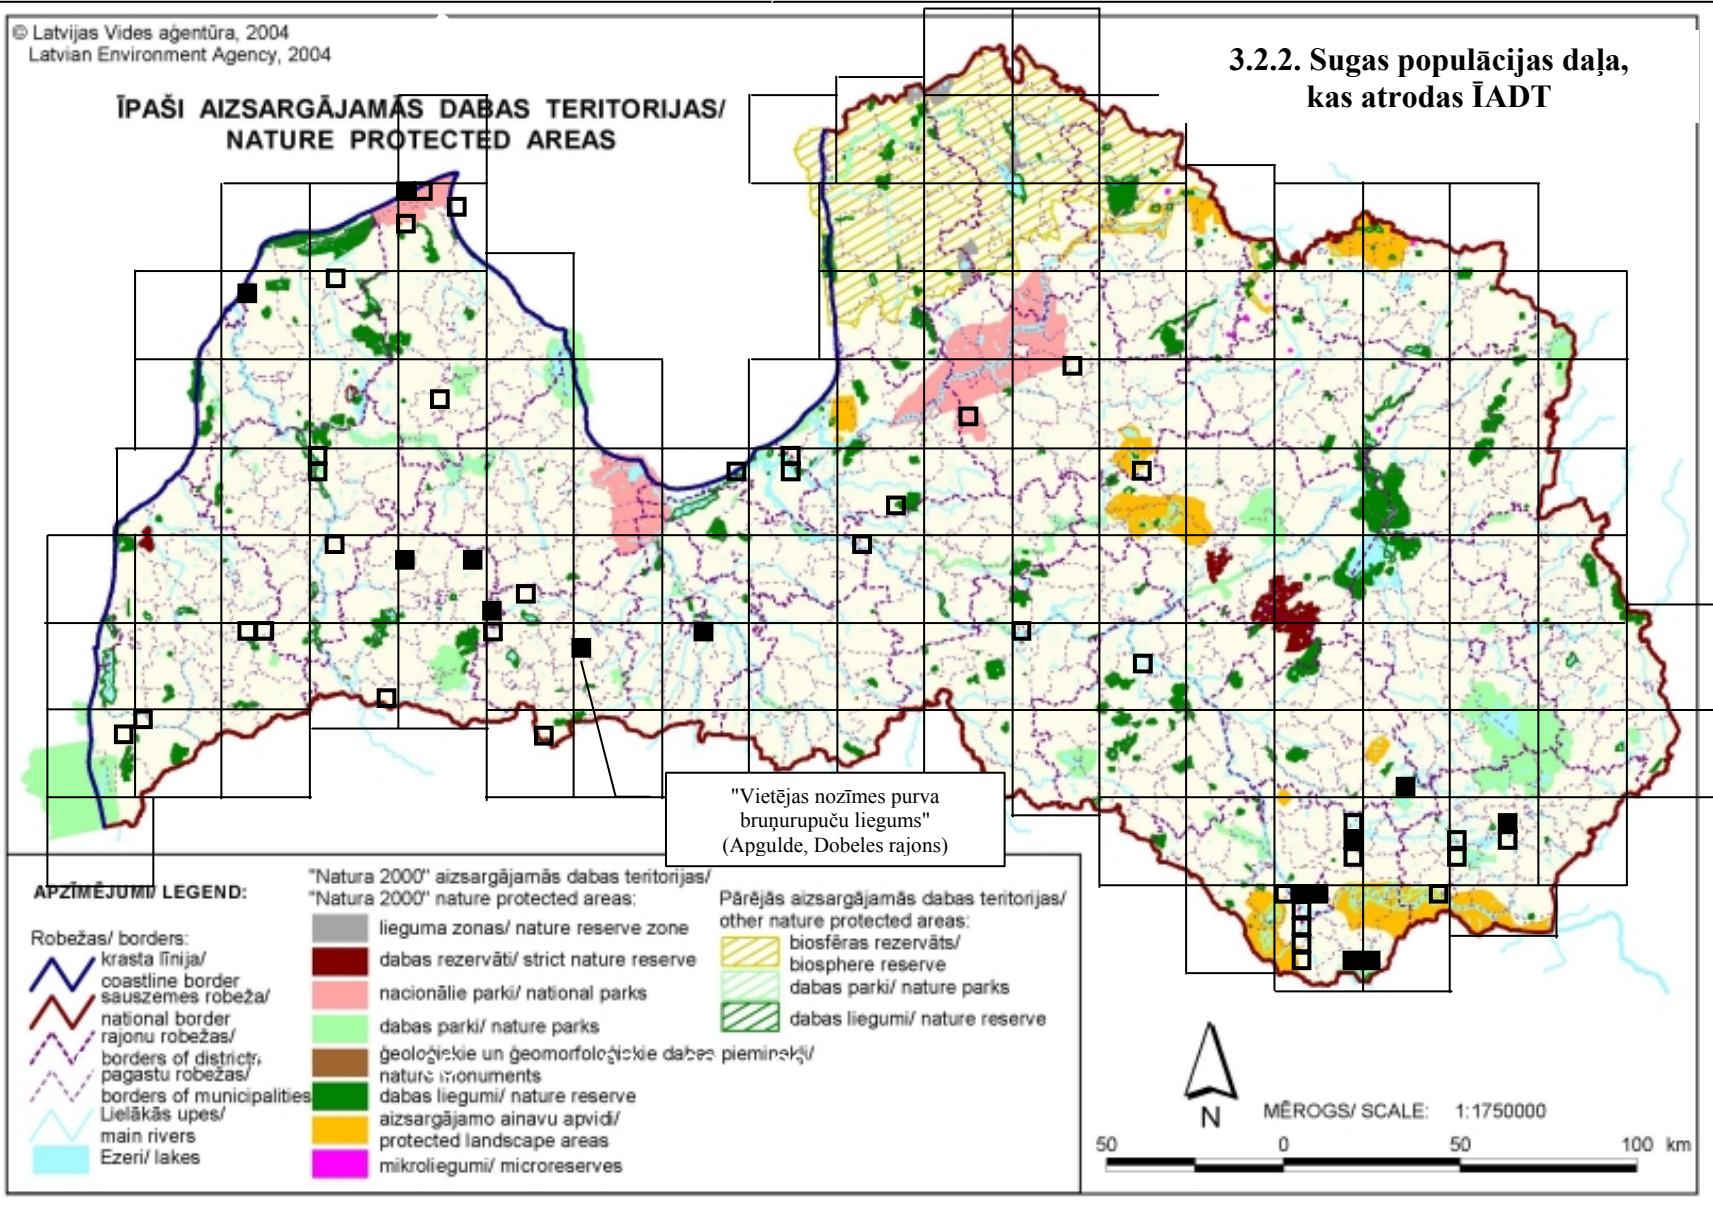 © Latvijas Vides aģentūra, 2004
Latvian Environment Agency, 2004
3.2.2. Sugas populācijas daļa,
kas atrodas ĪADT
ĪPAŠI AIZSARGĀJAMĀS DABAS TERITORIJAS/
NATURE PROTECTED AREAS
"Vietējas nozīmes purva
bruņurupuču liegums"
(Apgulde, Dobeles rajons)
APZĪMĒJUMI/ LEGEND:
Robežas/ borders:
krasta līnija/
coastline border
sauszemes robeža/
national border
rajonu robežas/
borders of districts
pagastu robežas/
borders of municipalities
Lielākās upes/
main rivers
Ezeri/ lakes
"Natura 2000" aizsargājamās dabas teritorijas/
"Natura 2000" nature protected areas:
lieguma zonas/ nature reserve zone
dabas rezervāti/ strict nature reserve
nacionālie parki/ national parks
dabas parki/ nature parks
ģeoloģiskie un ģeomorfoloģiskie dabas pieminekļi/
nature monuments
dabas liegumi/ nature reserve
aizsargājamo ainavu apvidi/
protected landscape areas
mikroliegumi/ microreserves
Pārējās aizsargājamās dabas teritorijas/
other nature protected areas:
biosfēras rezervāts/
biosphere reserve
dabas parki/ nature parks
dabas liegumi/ nature reserve
N
MĒROGS/ SCALE: 1:1750000
50 0 50 100 km